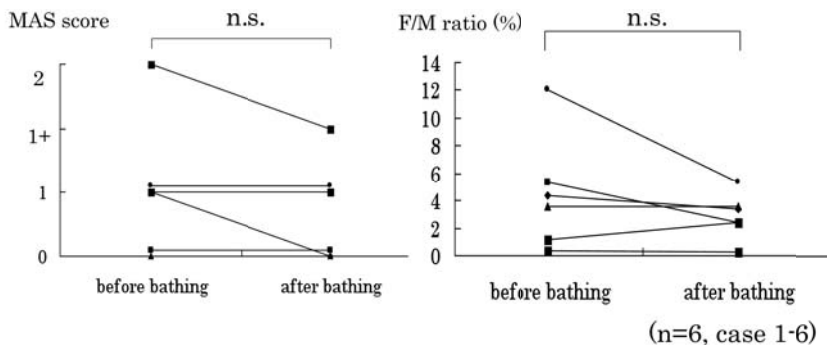 MAS score
n.s.
2
1+
1
0
before bathing
after bathing
F/M ratio (%)
n.s.
14
12
10
8
6
4
2
0
before bathing
after bathing
(n=6, case 1-6)